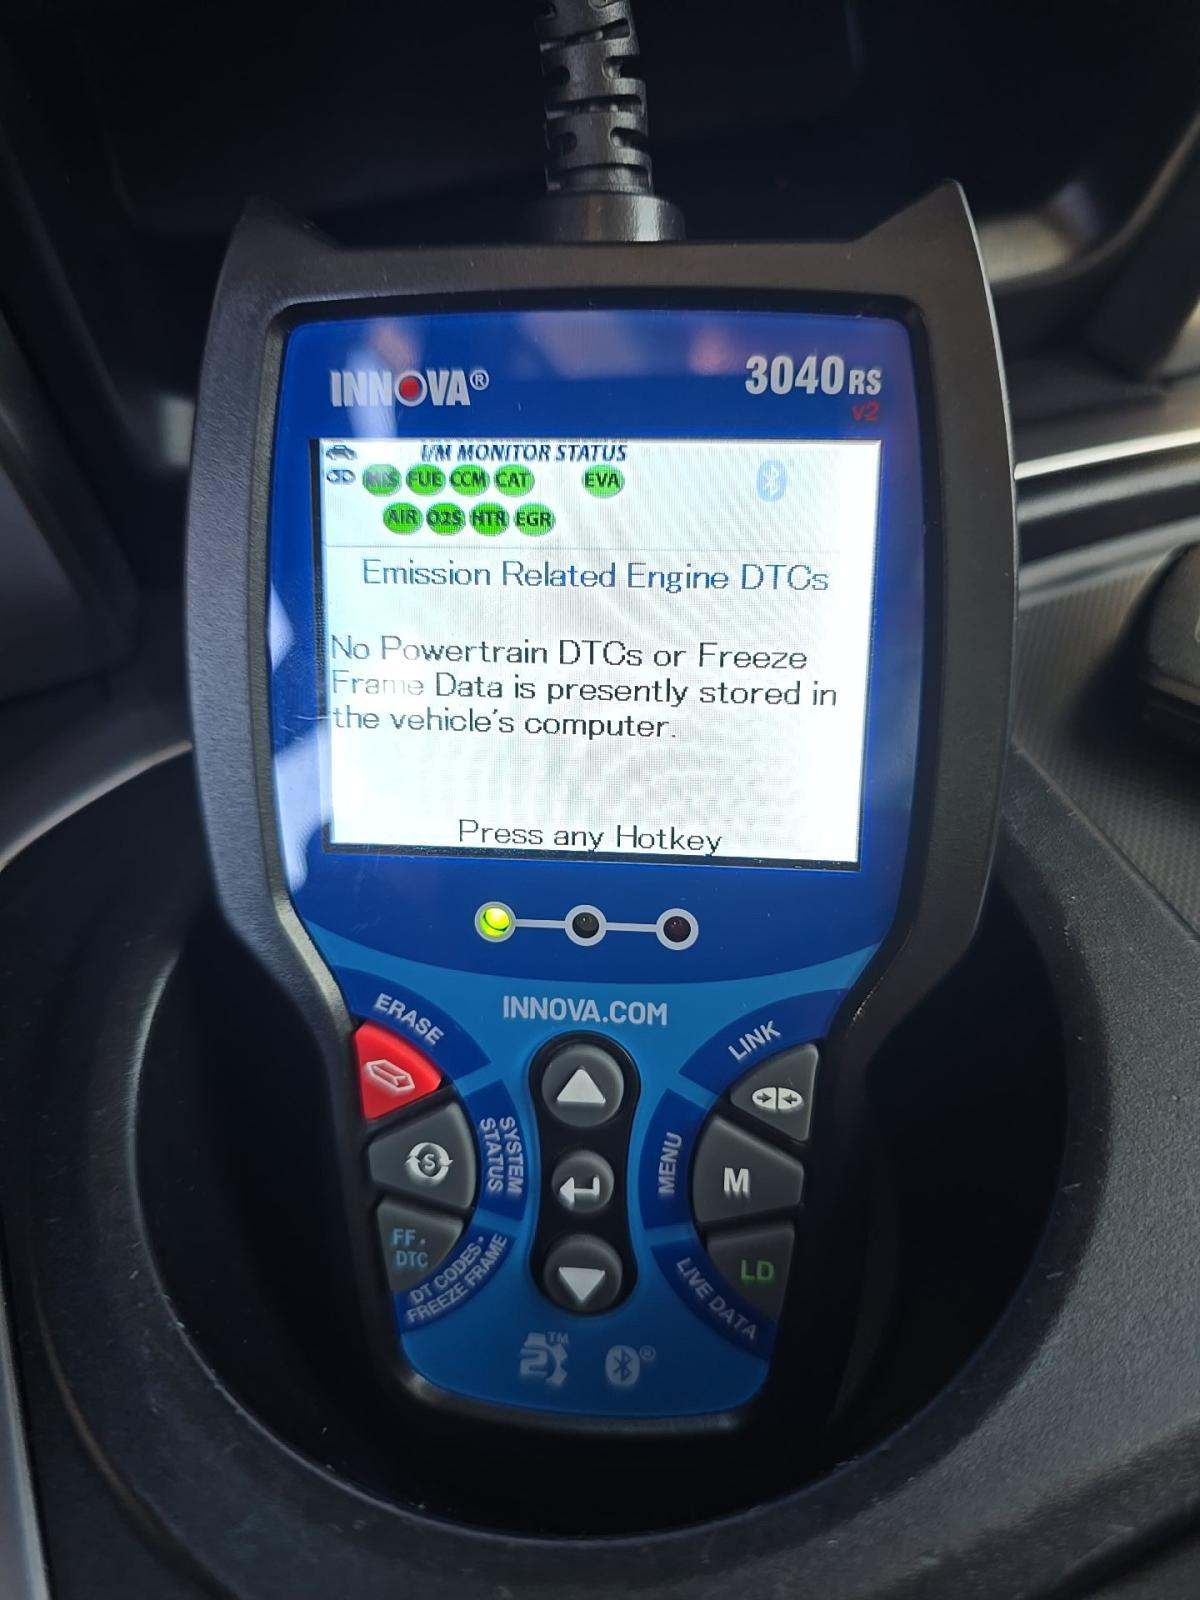 INNOVA®
3040RS
v2
I/M MONITOR STATUS
MIS FUE CCM CAT EVA
AIR O2S HTR EGR
Emission Related Engine DTCs
No Powertrain DTCs or Freeze
Frame Data is presently stored in
the vehicle's computer.
Press any Hotkey
INNOVA.COM
ERASE
LINK
SYSTEM
STATUS
S
MENU
M
FF.
DTC
DT CODES•
FREEZE FRAME
LD
LIVE DATA
2X™
®